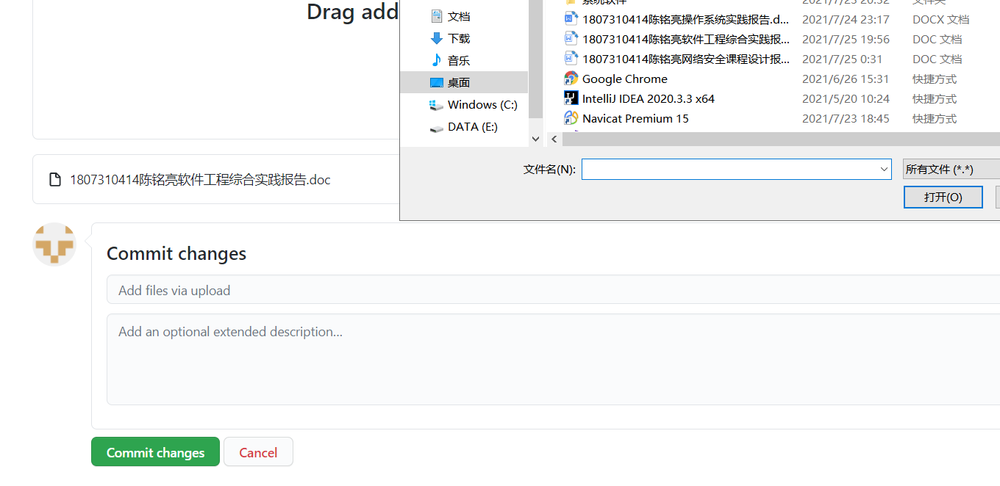 Drag add
文档
下载
音乐
桌面
Windows (C:)
DATA (E:)
系统软件 2021/7/23 20:32 文件夹
1807310414陈铭亮操作系统实践报告.d... 2021/7/24 23:17 DOCX 文档
1807310414陈铭亮软件工程综合实践报... 2021/7/25 19:56 DOC 文档
1807310414陈铭亮网络安全课程设计报... 2021/7/25 0:31 DOC 文档
Google Chrome 2021/6/26 15:31 快捷方式
IntelliJ IDEA 2020.3.3 x64 2021/5/20 10:24 快捷方式
Navicat Premium 15 2021/7/23 18:45 快捷方式
文件名(N): 所有文件 (*.*)
打开(O)
1807310414陈铭亮软件工程综合实践报告.doc
Commit changes
Add files via upload
Add an optional extended description...
Commit changes Cancel